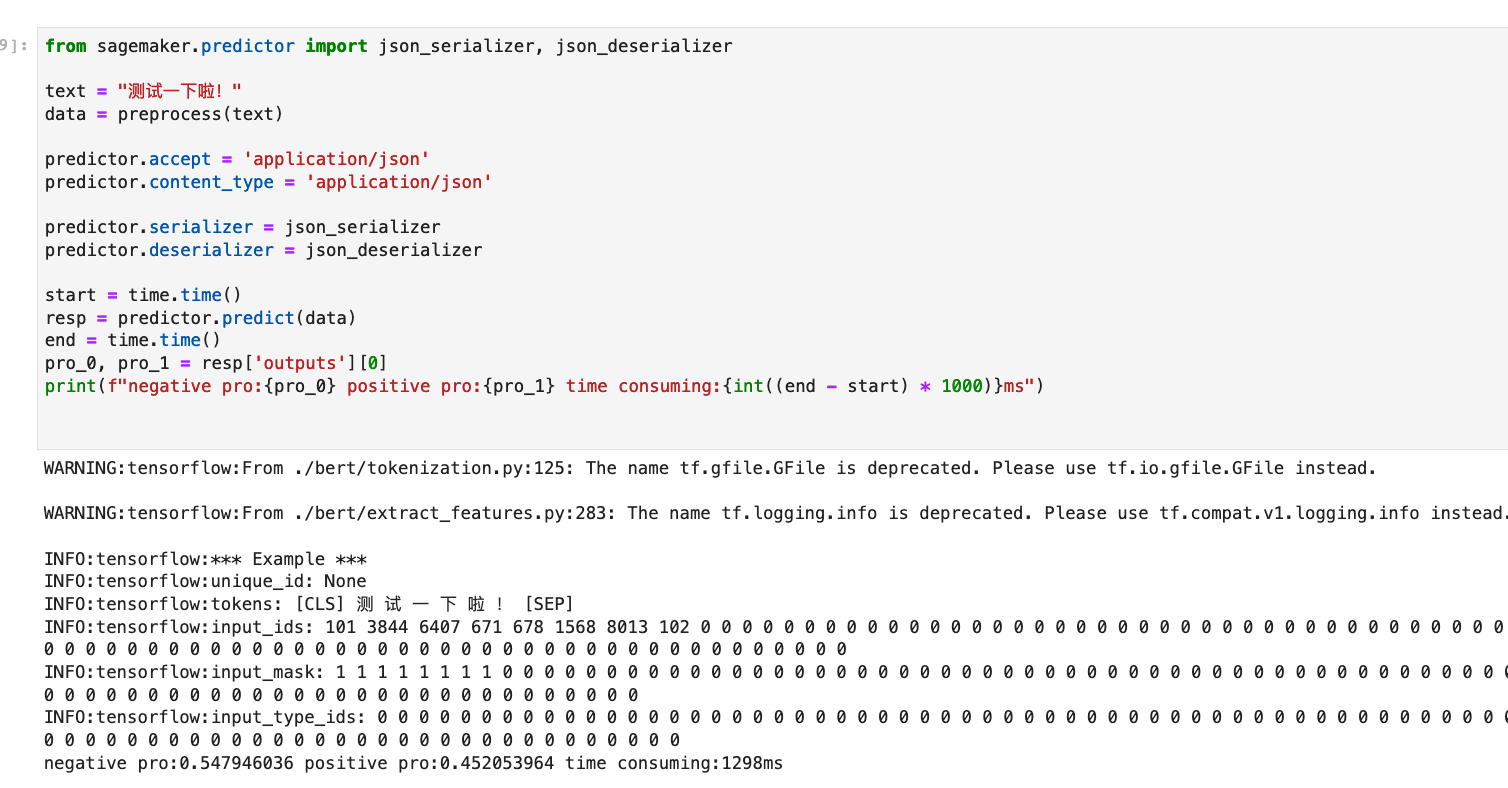 9]:
from sagemaker.predictor import json_serializer, json_deserializer
text = "测试一下啦！"
data = preprocess(text)
predictor.accept = 'application/json'
predictor.content_type = 'application/json'
predictor.serializer = json_serializer
predictor.deserializer = json_deserializer
start = time.time()
resp = predictor.predict(data)
end = time.time()
pro_0, pro_1 = resp['outputs'][0]
print(f"negative pro:{pro_0} positive pro:{pro_1} time consuming:{int((end - start) * 1000)}ms")
WARNING:tensorflow:From ./bert/tokenization.py:125: The name tf.gfile.GFile is deprecated. Please use tf.io.gfile.GFile instead.
WARNING:tensorflow:From ./bert/extract_features.py:283: The name tf.logging.info is deprecated. Please use tf.compat.v1.logging.info instead.
INFO:tensorflow:*** Example ***
INFO:tensorflow:unique_id: None
INFO:tensorflow:tokens: [CLS] 测 试 一 下 啦 ！ [SEP]
INFO:tensorflow:input_ids: 101 3844 6407 671 678 1568 8013 102 0 0 0 0 0 0 0 0 0 0 0 0 0 0 0 0 0 0 0 0 0 0 0 0 0 0 0 0 0 0 0 0 0 0 0 0 0 0 0
0 0 0 0 0 0 0 0 0 0 0 0 0 0 0 0 0 0 0 0 0 0 0 0 0 0 0 0 0 0 0 0 0 0 0 0 0 0 0
INFO:tensorflow:input_mask: 1 1 1 1 1 1 1 1 0 0 0 0 0 0 0 0 0 0 0 0 0 0 0 0 0 0 0 0 0 0 0 0 0 0 0 0 0 0 0 0 0 0 0 0 0 0 0 0 0 0 0 0 0 0 0 0
0 0 0 0 0 0 0 0 0 0 0 0 0 0 0 0 0 0 0 0 0 0 0 0 0 0 0 0 0
INFO:tensorflow:input_type_ids: 0 0 0 0 0 0 0 0 0 0 0 0 0 0 0 0 0 0 0 0 0 0 0 0 0 0 0 0 0 0 0 0 0 0 0 0 0 0 0 0 0 0 0 0 0 0 0 0 0 0 0 0 0 0
0 0 0 0 0 0 0 0 0 0 0 0 0 0 0 0 0 0 0 0 0 0 0 0 0 0 0 0 0 0 0
negative pro:0.547946036 positive pro:0.452053964 time consuming:1298ms